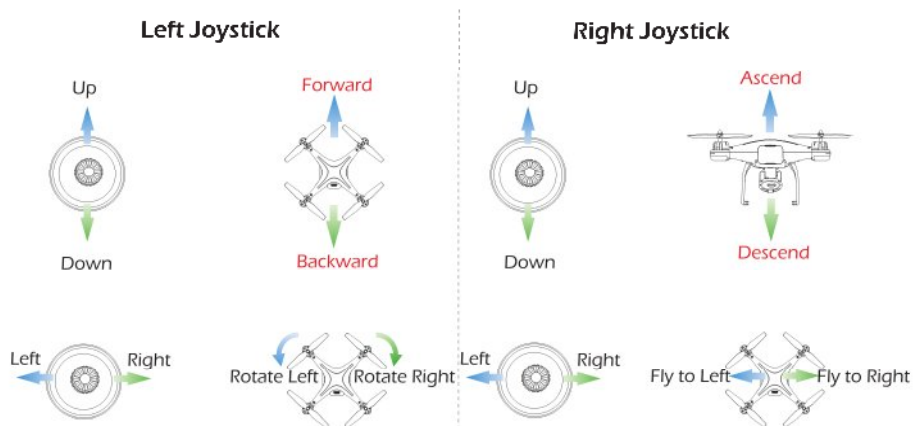 Left Joystick
Right Joystick
Up
Forward
Up
Ascend
Down
Backward
Down
Descend
Left
Right
Rotate Left
Rotate Right
Left
Right
Fly to Left
Fly to Right